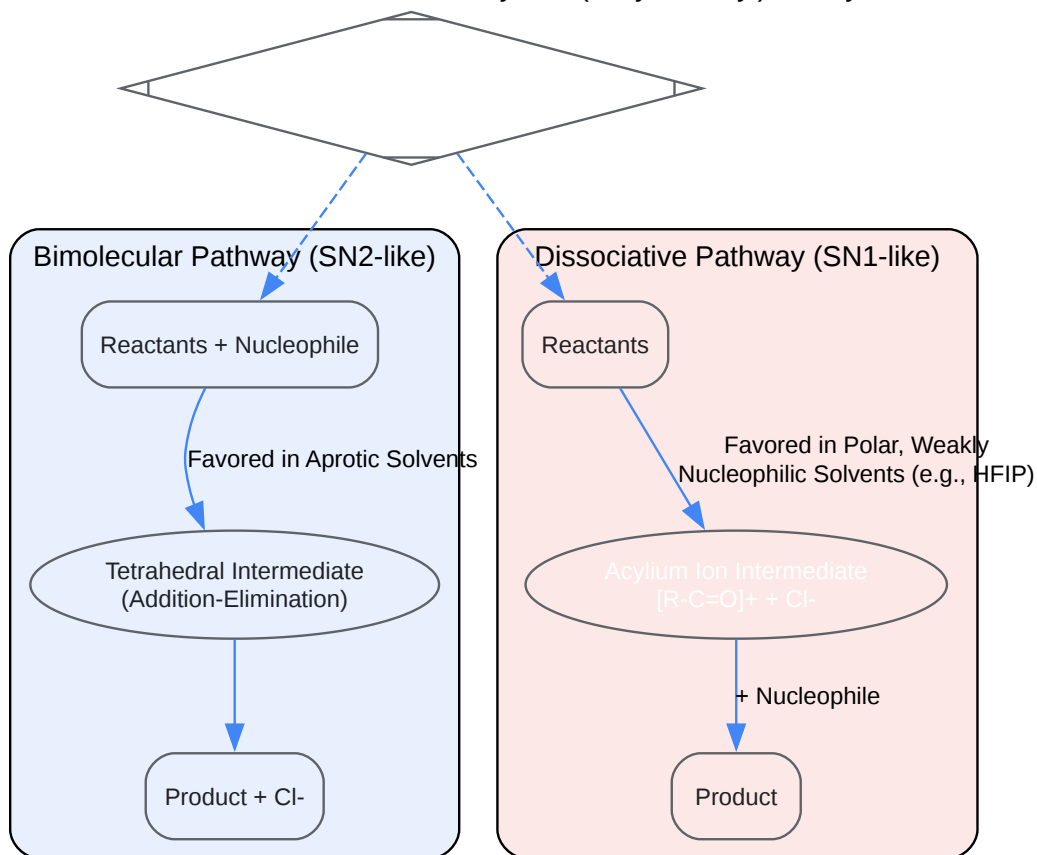 Bimolecular Pathway (SN2-like)
Dissociative Pathway (SN1-like)
Reactants + Nucleophile
Reactants
Favored in Aprotic Solvents
Favored in Polar, Weakly
Nucleophilic Solvents (e.g., HFIP)
Tetrahedral Intermediate
(Addition-Elimination)
Acylium Ion Intermediate
[R-C=O]+ + Cl-
+ Nucleophile
Product + Cl-
Product